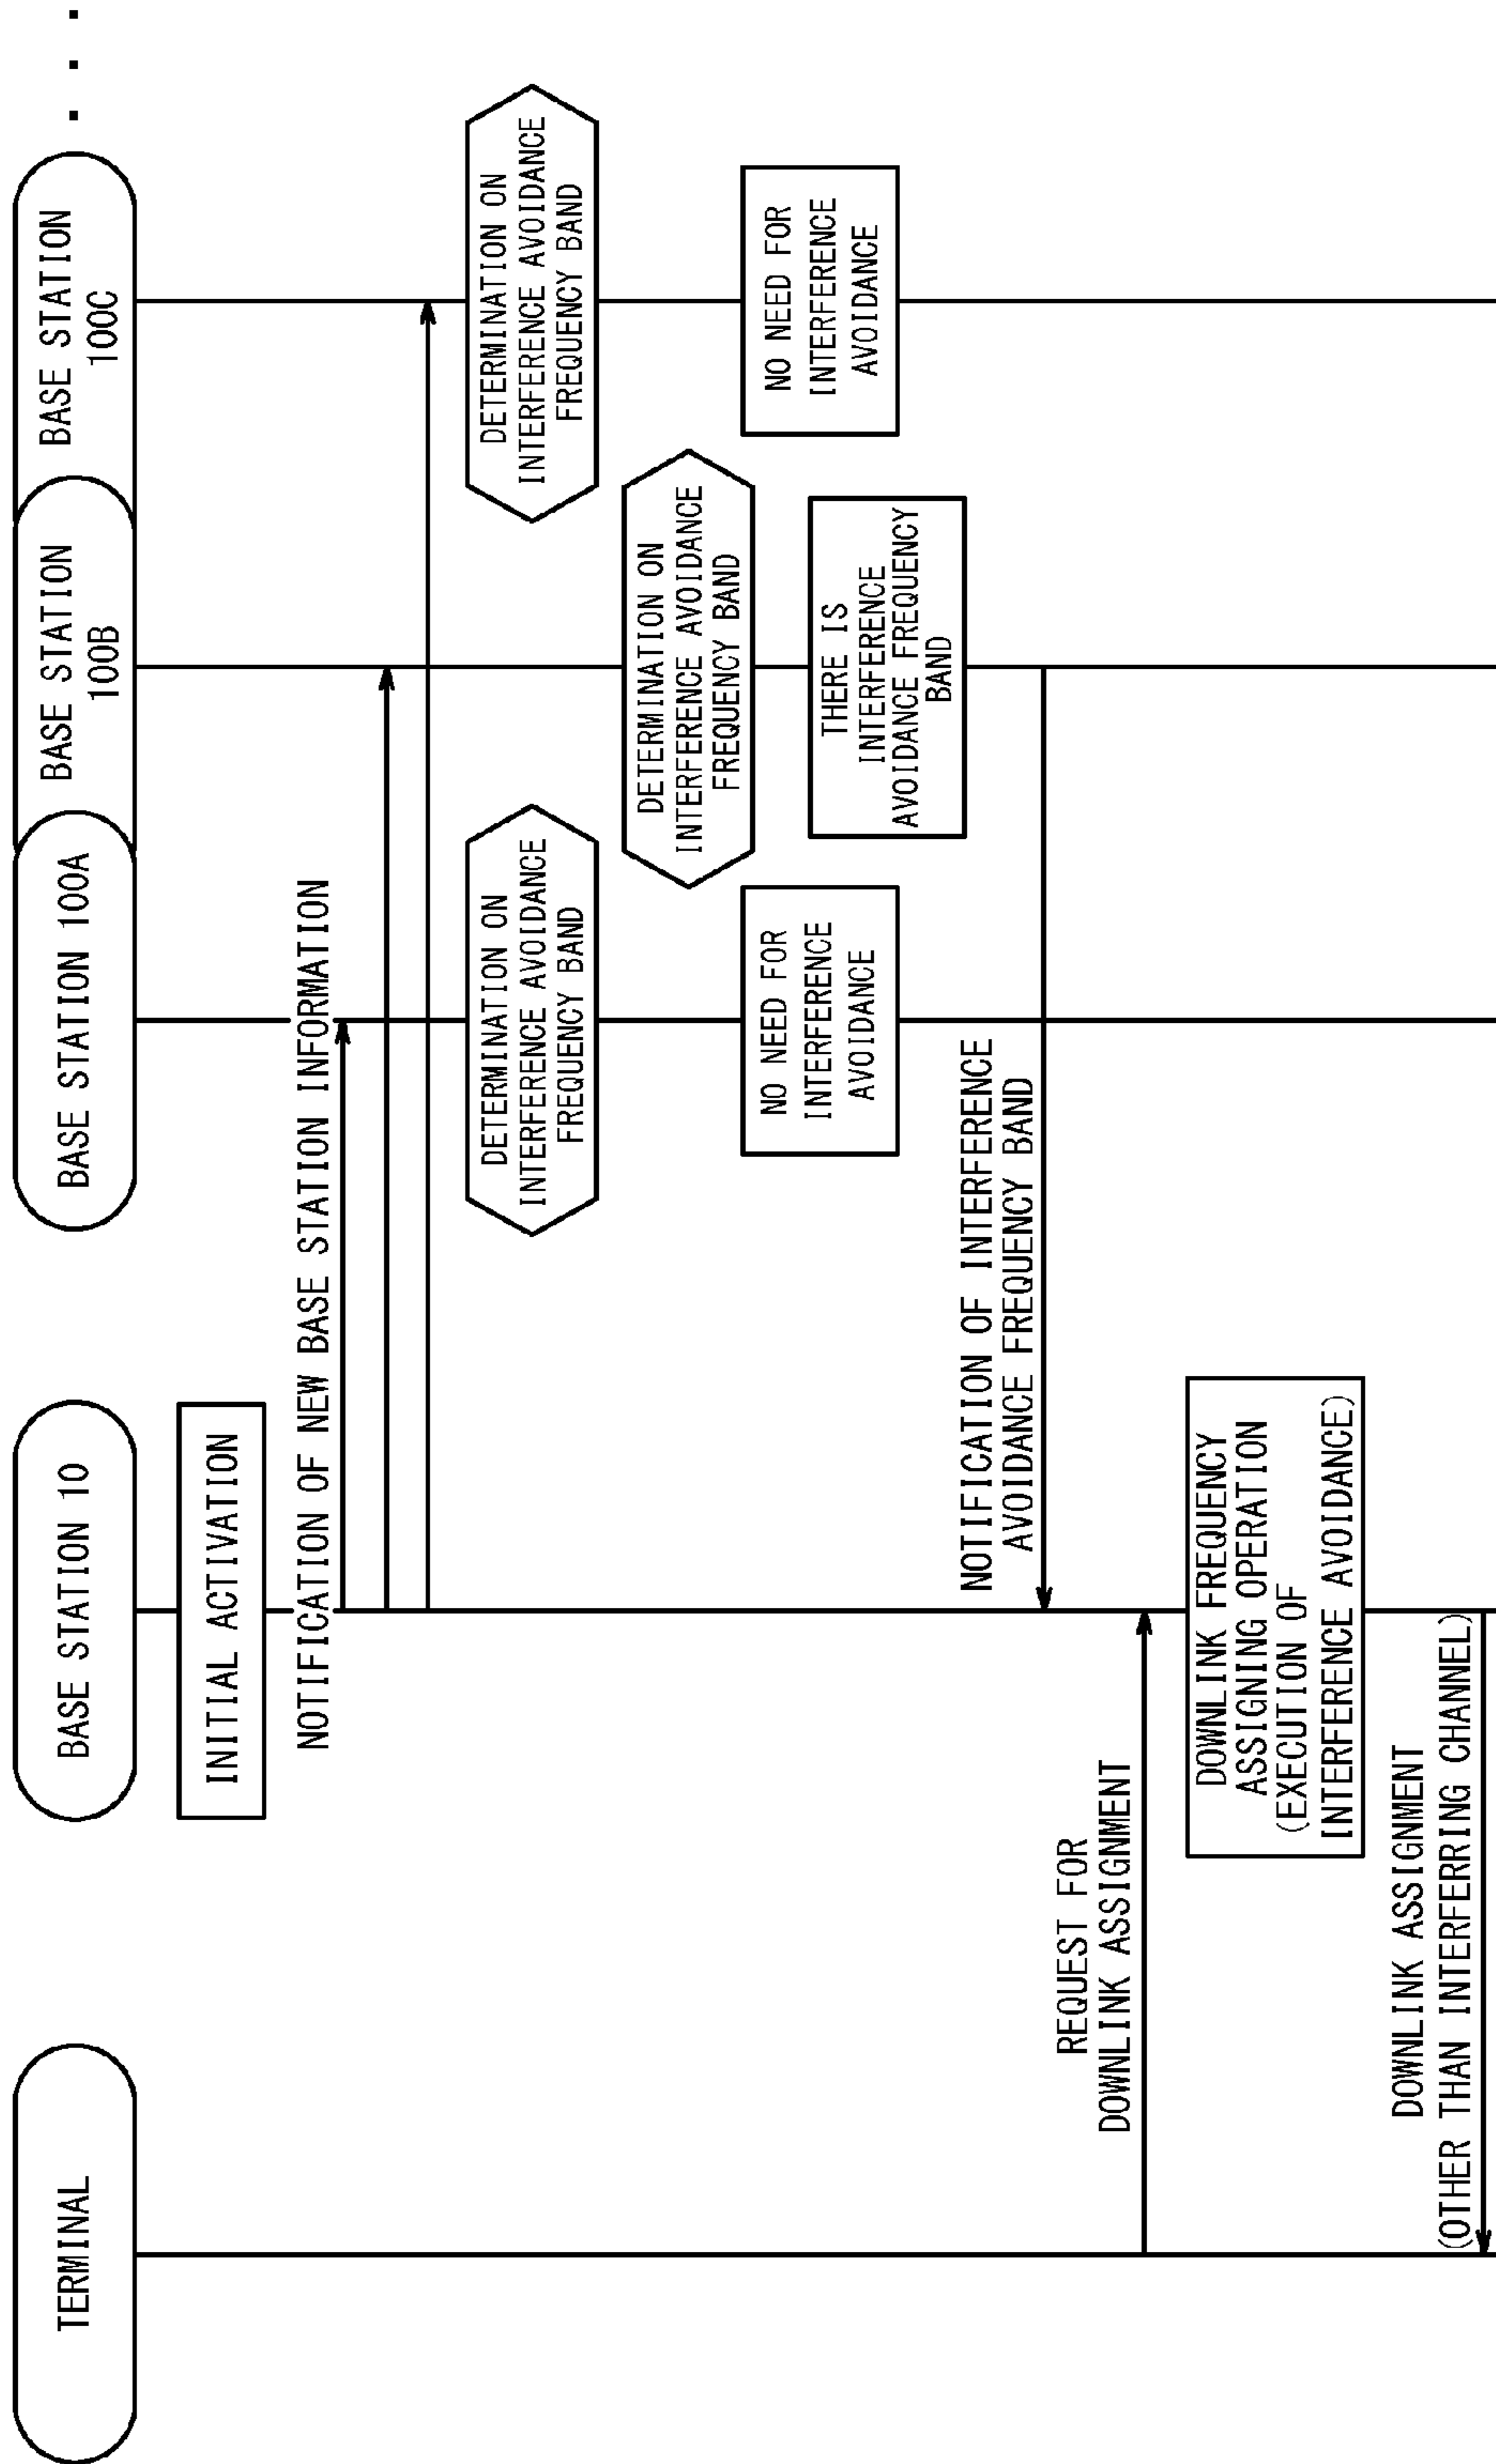 TERMINAL
BASE STATION 10
BASE STATION 100A
BASE STATION
100B
BASE STATION
100C
INITIAL ACTIVATION
NOTIFICATION OF NEW BASE STATION INFORMATION
DETERMINATION ON
INTERFERENCE AVOIDANCE
FREQUENCY BAND
DETERMINATION ON
INTERFERENCE AVOIDANCE
FREQUENCY BAND
DETERMINATION ON
INTERFERENCE AVOIDANCE
FREQUENCY BAND
NO NEED FOR
INTERFERENCE
AVOIDANCE
THERE IS
INTERFERENCE
AVOIDANCE FREQUENCY
BAND
NO NEED FOR
INTERFERENCE
AVOIDANCE
NOTIFICATION OF INTERFERENCE
AVOIDANCE FREQUENCY BAND
REQUEST FOR
DOWNLINK ASSIGNMENT
DOWNLINK FREQUENCY
ASSIGNING OPERATION
(EXECUTION OF
INTERFERENCE AVOIDANCE)
DOWNLINK ASSIGNMENT
(OTHER THAN INTERFERRING CHANNEL)